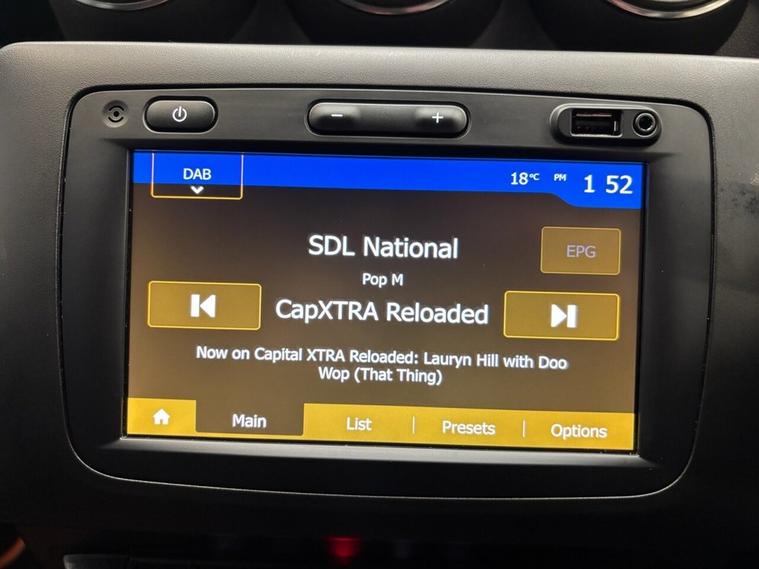 − +
DAB 18°C PM 1 52
SDL National
EPG
Pop M
CapXTRA Reloaded
Now on Capital XTRA Reloaded: Lauryn Hill with Doo
Wop (That Thing)
Main List Presets Options